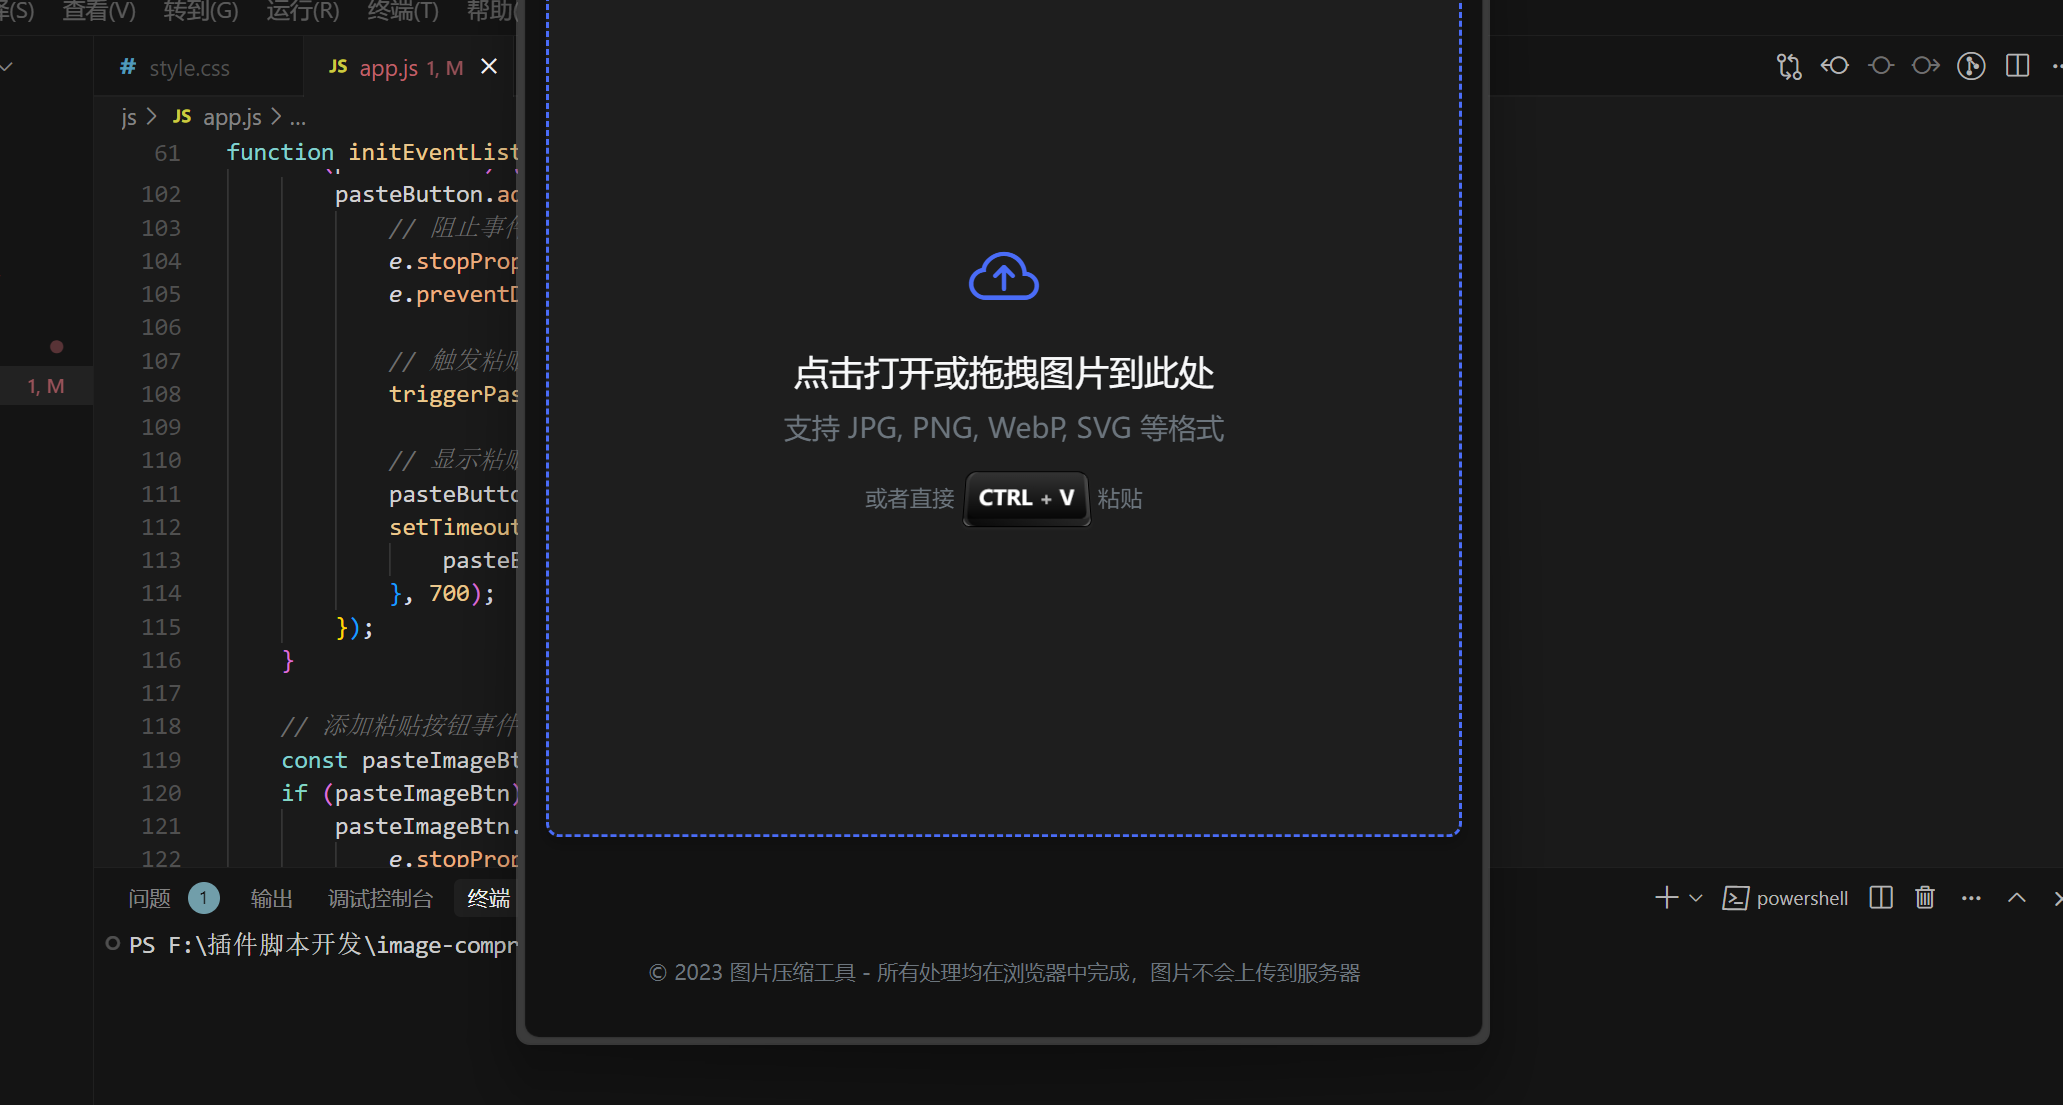 查看(V) 转到(G) 运行(R) 终端(T) 帮助(
# style.css
JS app.js 1, M
js > JS app.js > ...
61 function initEventList
102 pasteButton.ad
103 // 阻止事件
104 e.stopProp
105 e.preventD
106
107 // 触发粘贴
108 triggerPas
109
110 // 显示粘贴
111 pasteButto
112 setTimeout
113 pasteB
114 }, 700);
115 });
116 }
117
118 // 添加粘贴按钮事件
119 const pasteImageBt
120 if (pasteImageBtn)
121 pasteImageBtn.
122 e.stopProp
1, M
点击打开或拖拽图片到此处
支持 JPG, PNG, WebP, SVG 等格式
或者直接 CTRL + V 粘贴
© 2023 图片压缩工具 - 所有处理均在浏览器中完成，图片不会上传到服务器
问题 1 输出 调试控制台 终端
powershell
PS F:\插件脚本开发\image-compr